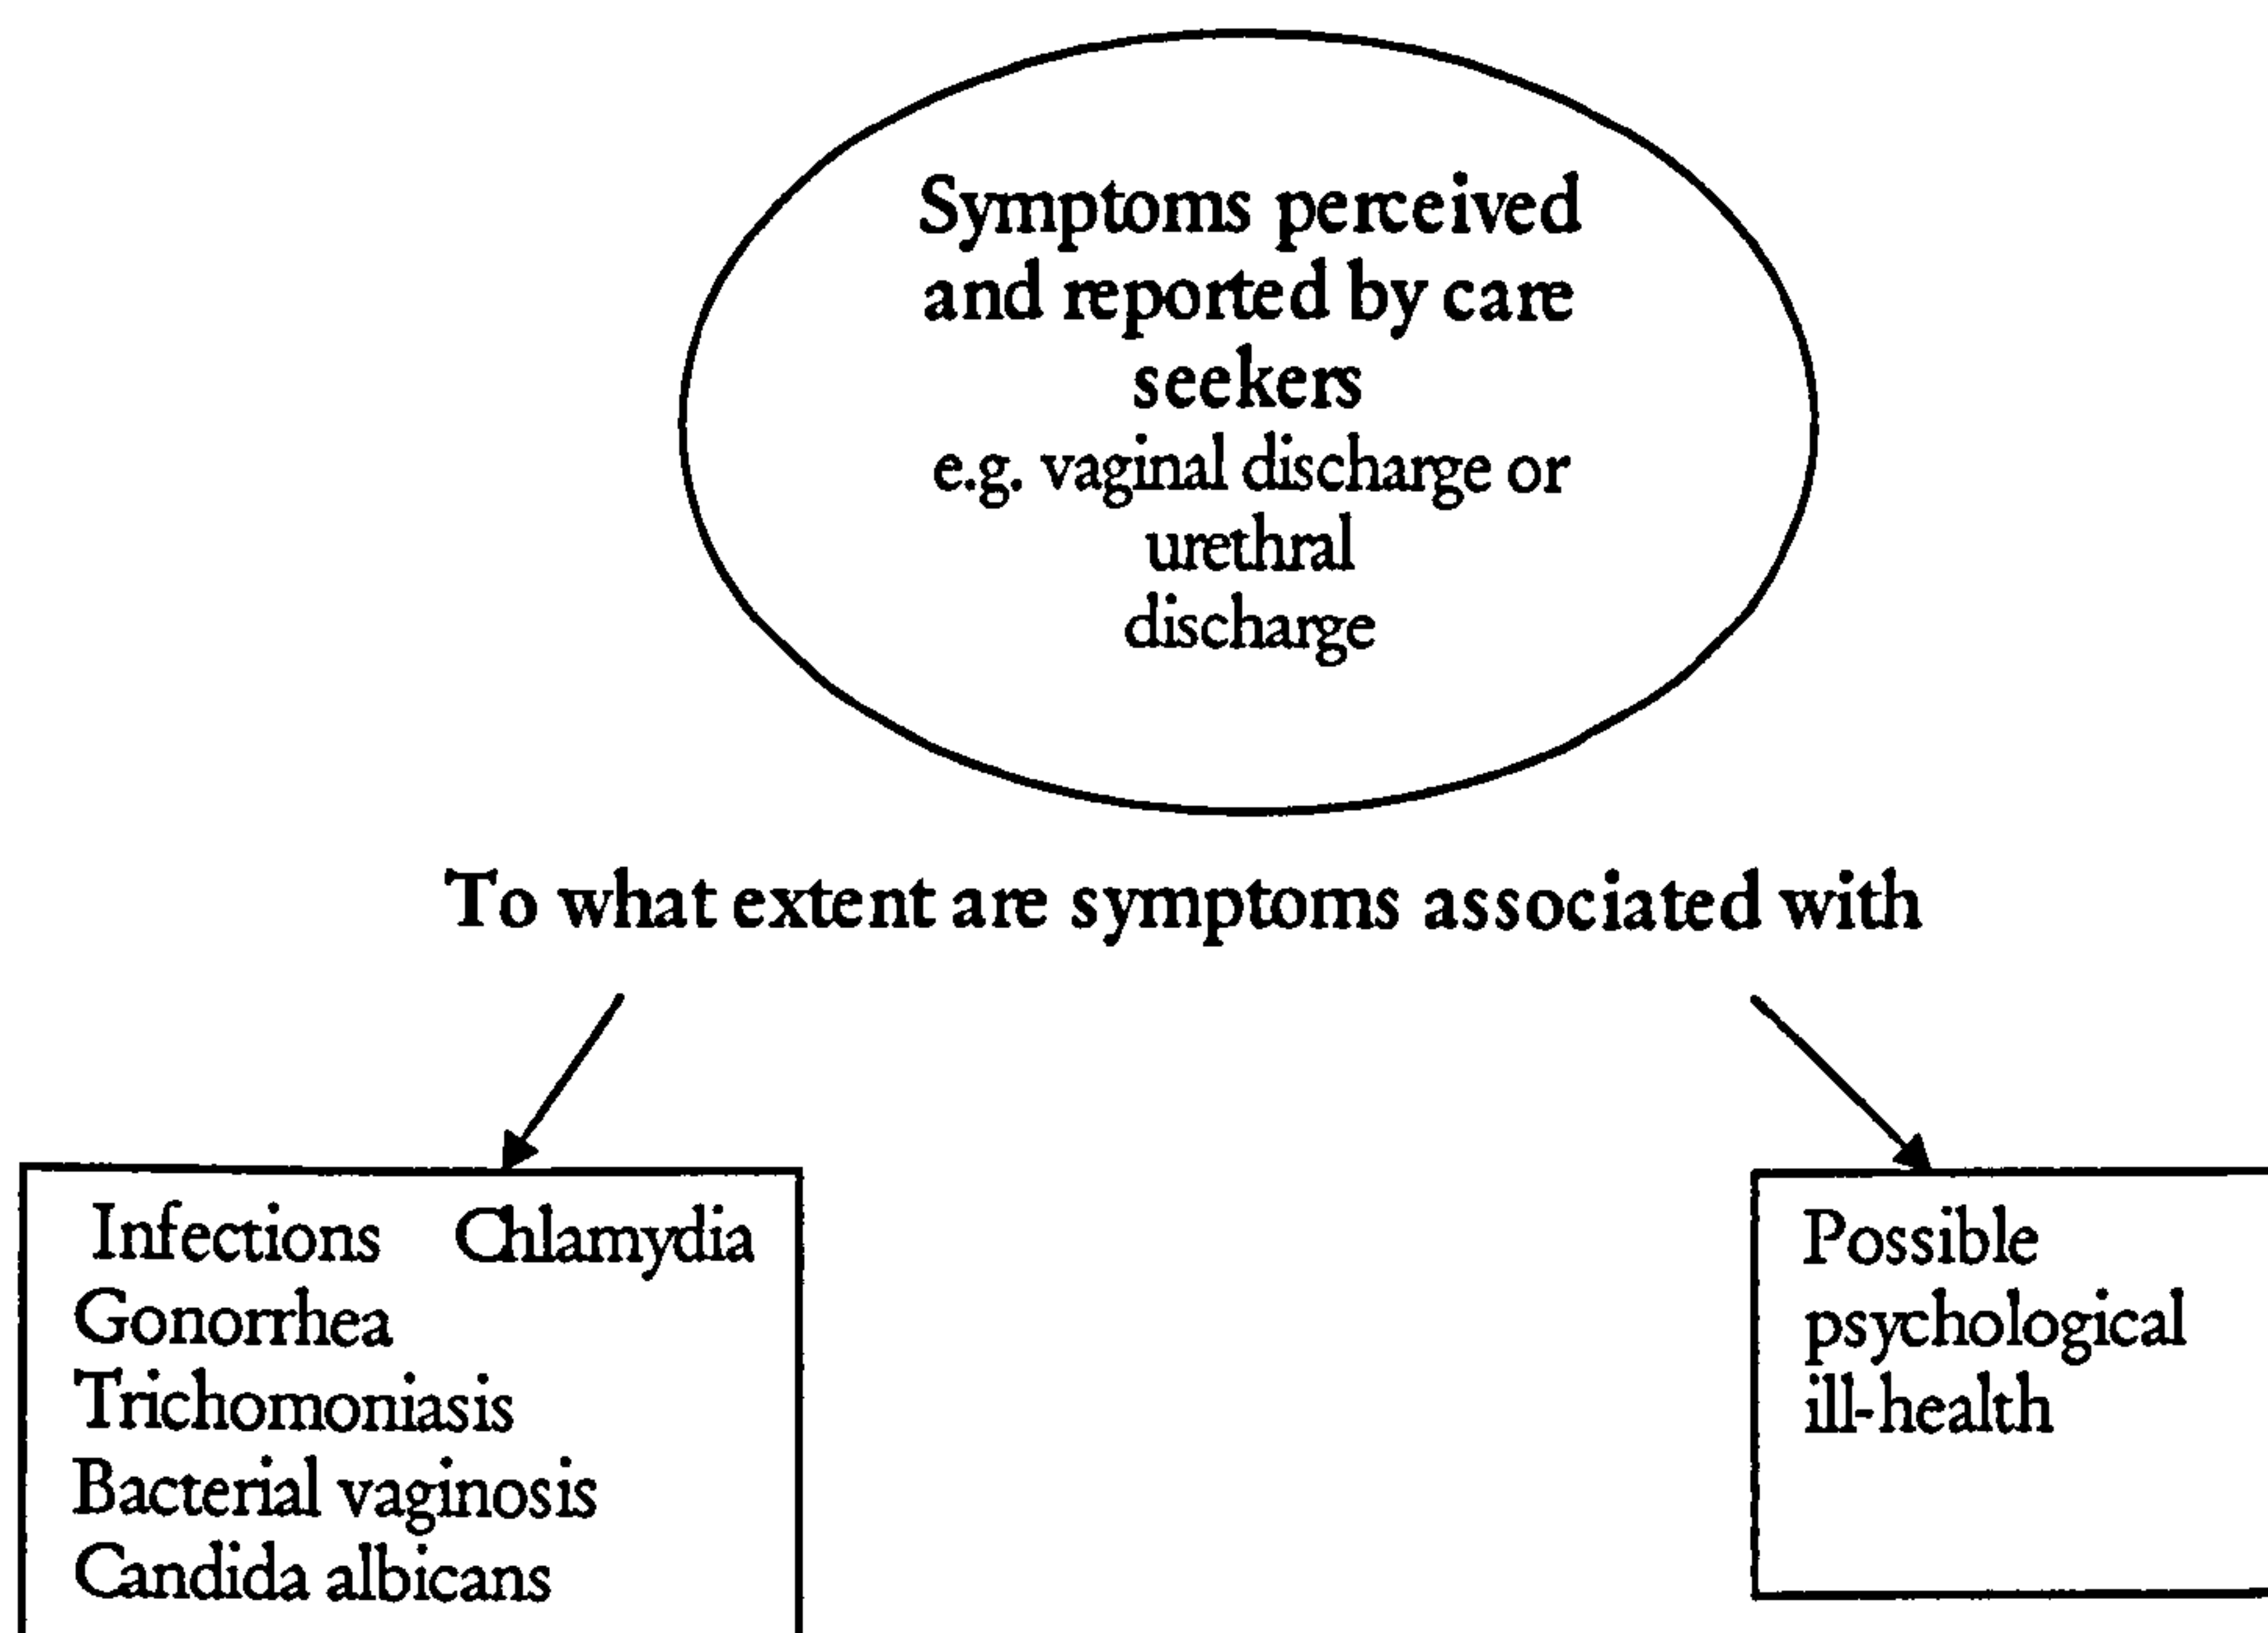 Symptoms perceived
and reported by care
seekers
e.g. vaginal discharge or
urethral
discharge
To what extent are symptoms associated with
Infections Chlamydia
Gonorrhea
Trichomoniasis
Bacterial vaginosis
Candida albicans
Possible
psychological
ill-health